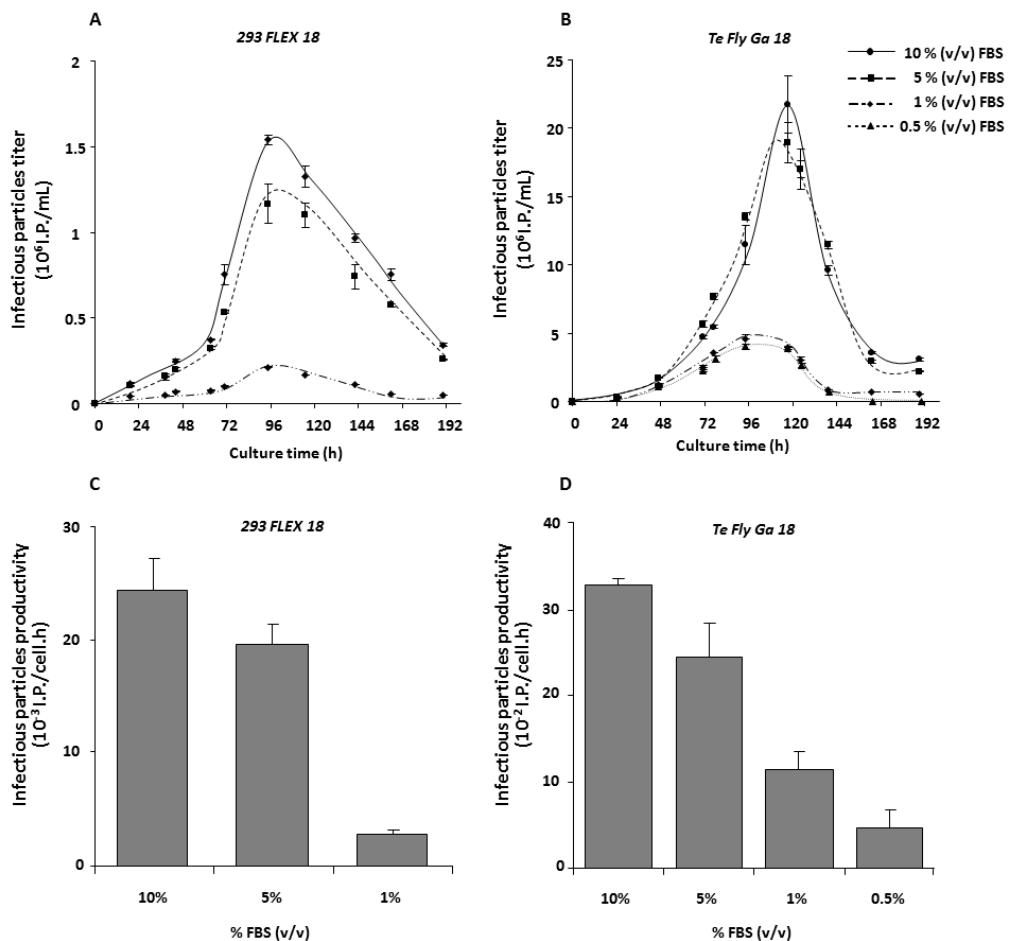 A
293 FLEX 18
Infectious particles titer
(10⁶I.P./mL)
2
1.5
1
0.5
0
0 24 48 72 96 120 144 168 192
Culture time (h)
B
Te Fly Ga 18
10 % (v/v) FBS
5 % (v/v) FBS
1 % (v/v) FBS
0.5 % (v/v) FBS
Infectious particles titer
(10⁶I.P./mL)
25
20
15
10
5
0
0 24 48 72 96 120 144 168 192
Culture time (h)
C
293 FLEX 18
Infectious particles productivity
(10⁻³I.P./cell.h)
30
20
10
0
10% 5% 1%
% FBS (v/v)
D
Te Fly Ga 18
Infectious particles productivity
(10⁻²I.P./cell.h)
40
30
20
10
0
10% 5% 1% 0.5%
% FBS (v/v)